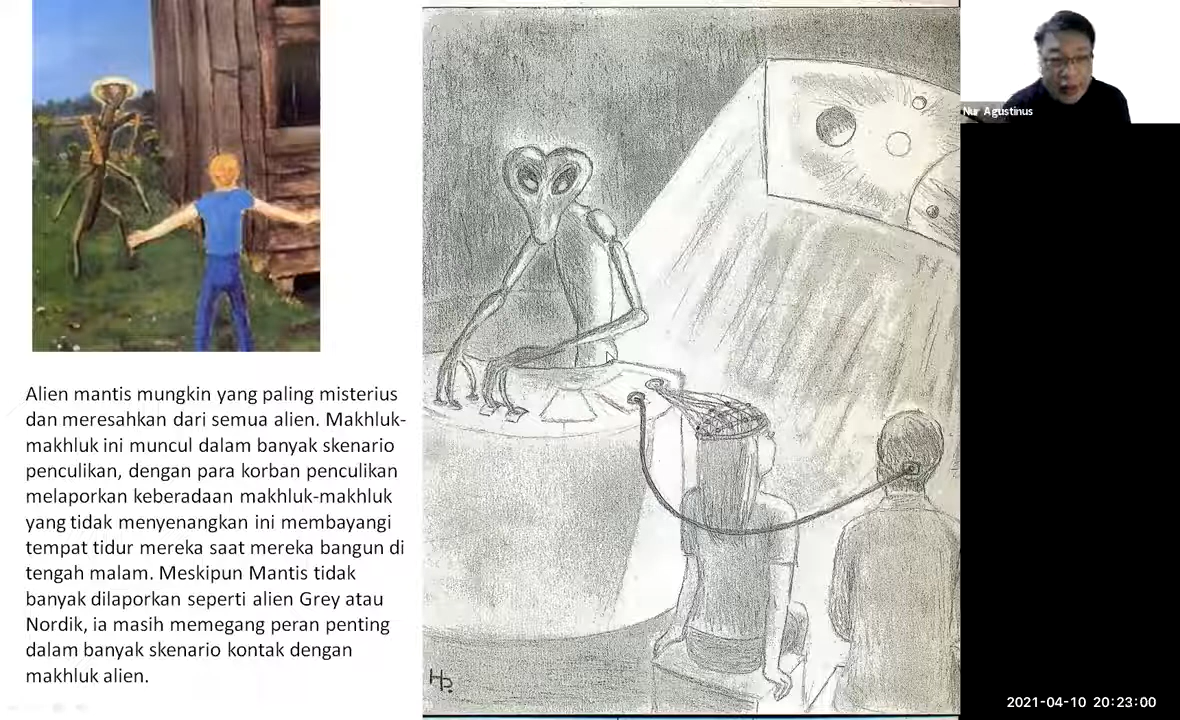 Alien mantis mungkin yang paling misterius
dan meresahkan dari semua alien. Makhluk-
makhluk ini muncul dalam banyak skenario
penculikan, dengan para korban penculikan
melaporkan keberadaan makhluk-makhluk
yang tidak menyenangkan ini membayangi
tempat tidur mereka saat mereka bangun di
tengah malam. Meskipun Mantis tidak
banyak dilaporkan seperti alien Grey atau
Nordik, ia masih memegang peran penting
dalam banyak skenario kontak dengan
makhluk alien.
Nur Agustinus
2021-04-10 20:23:00